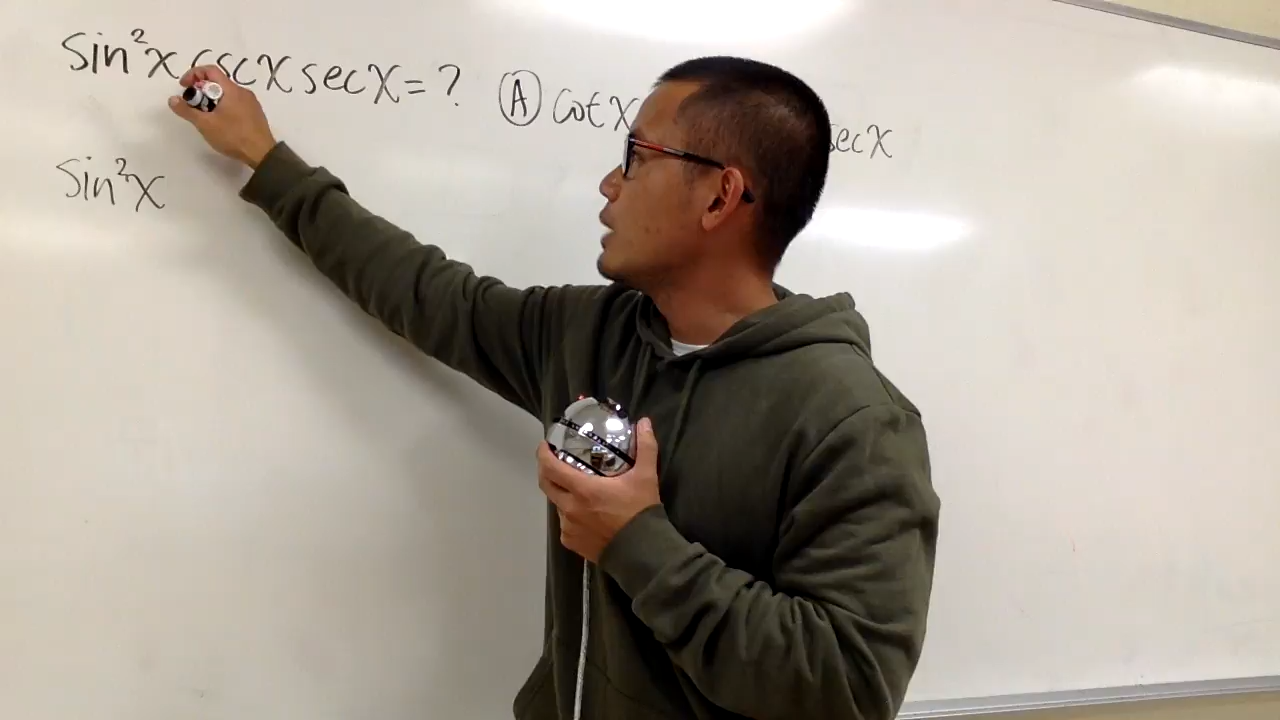 sin²x cscx secx = ? Ⓐ cot x secx
sin²x